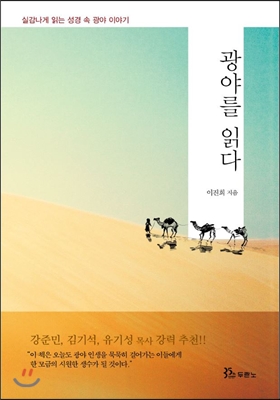 실감나게 읽는 성경 속 광야 이야기
광야를 읽다
이진희 지음
강준민, 김기석, 유기성 목사 강력 추천!!
"이 책은 오늘도 광야 인생을 묵묵히 걸어가는 이들에게
한 모금의 시원한 생수가 될 것이다."
두란노
yes